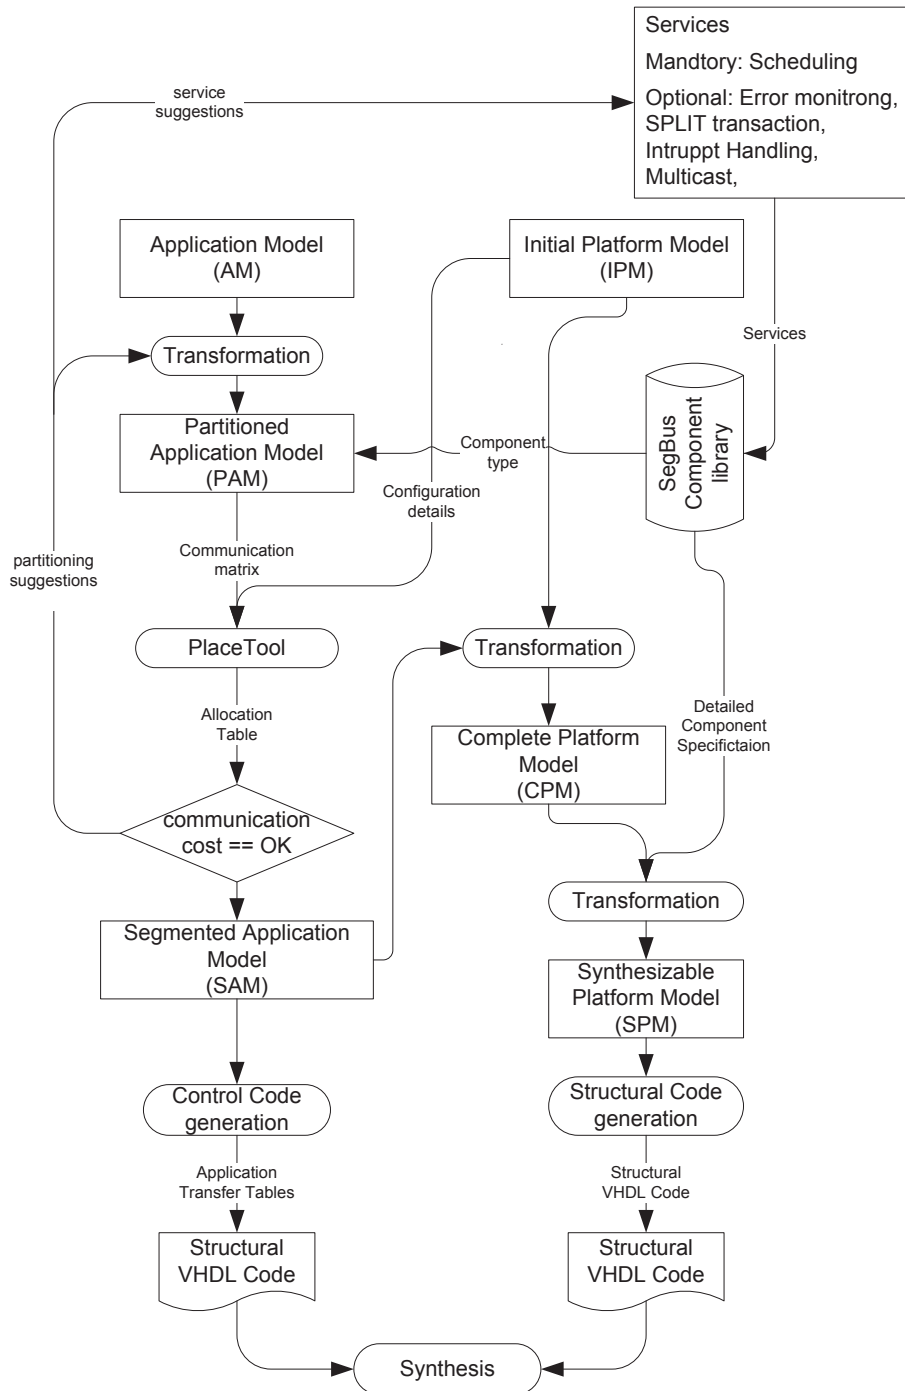 Services
Mandtory: Scheduling
Optional: Error monitrong,
SPLIT transaction,
Intruppt Handling,
Multicast,
service
suggestions
Application Model
(AM)
Initial Platform Model
(IPM)
Services
Transformation
SegBus
Component
library
Partitioned
Application Model
(PAM)
Component
type
Configuration
details
partitioning
suggestions
Communication
matrix
PlaceTool
Transformation
Allocation
Table
Detailed
Component
Specifictaion
Complete Platform
Model
(CPM)
communication
cost == OK
Transformation
Segmented Application
Model
(SAM)
Synthesizable
Platform Model
(SPM)
Control Code
generation
Structural Code
generation
Application
Transfer Tables
Structural
VHDL Code
Structural
VHDL Code
Structural
VHDL Code
Synthesis